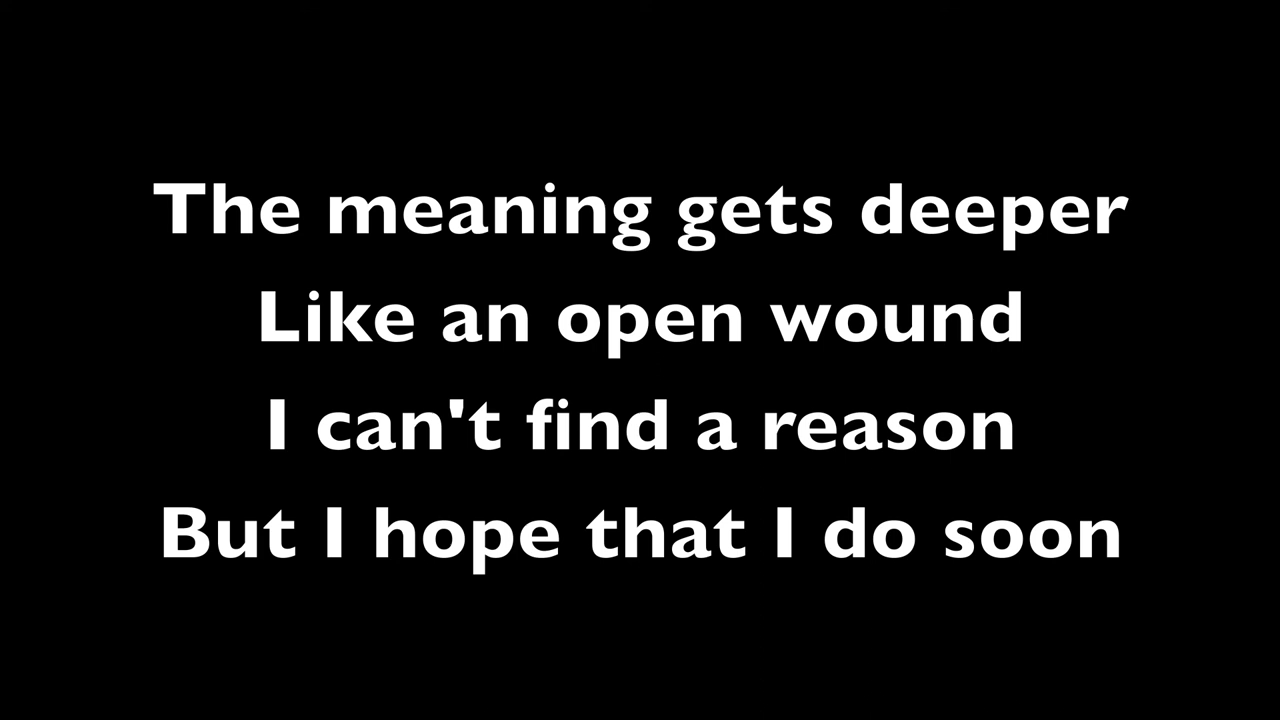 The meaning gets deeper
Like an open wound
I can't find a reason
But I hope that I do soon